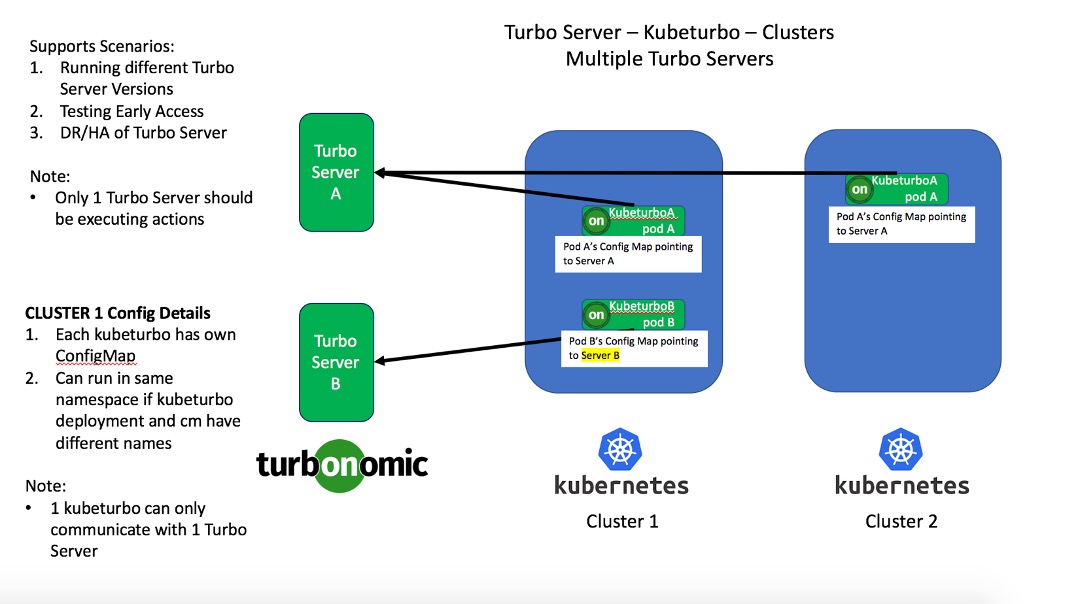 Turbo Server – Kubeturbo – Clusters
Multiple Turbo Servers
Supports Scenarios:
1. Running different Turbo
Server Versions
2. Testing Early Access
3. DR/HA of Turbo Server
Note:
• Only 1 Turbo Server should
be executing actions
CLUSTER 1 Config Details
1. Each kubeturbo has own
ConfigMap
2. Can run in same
namespace if kubeturbo
deployment and cm have
different names
Note:
• 1 kubeturbo can only
communicate with 1 Turbo
Server
Turbo
Server
A
Turbo
Server
B
turbonomic
on
KubeturboA
pod A
Pod A's Config Map pointing
to Server A
on
KubeturboB
pod B
Pod B's Config Map pointing
to Server B
kubernetes
Cluster 1
on
KubeturboA
pod A
Pod A's Config Map pointing
to Server A
kubernetes
Cluster 2